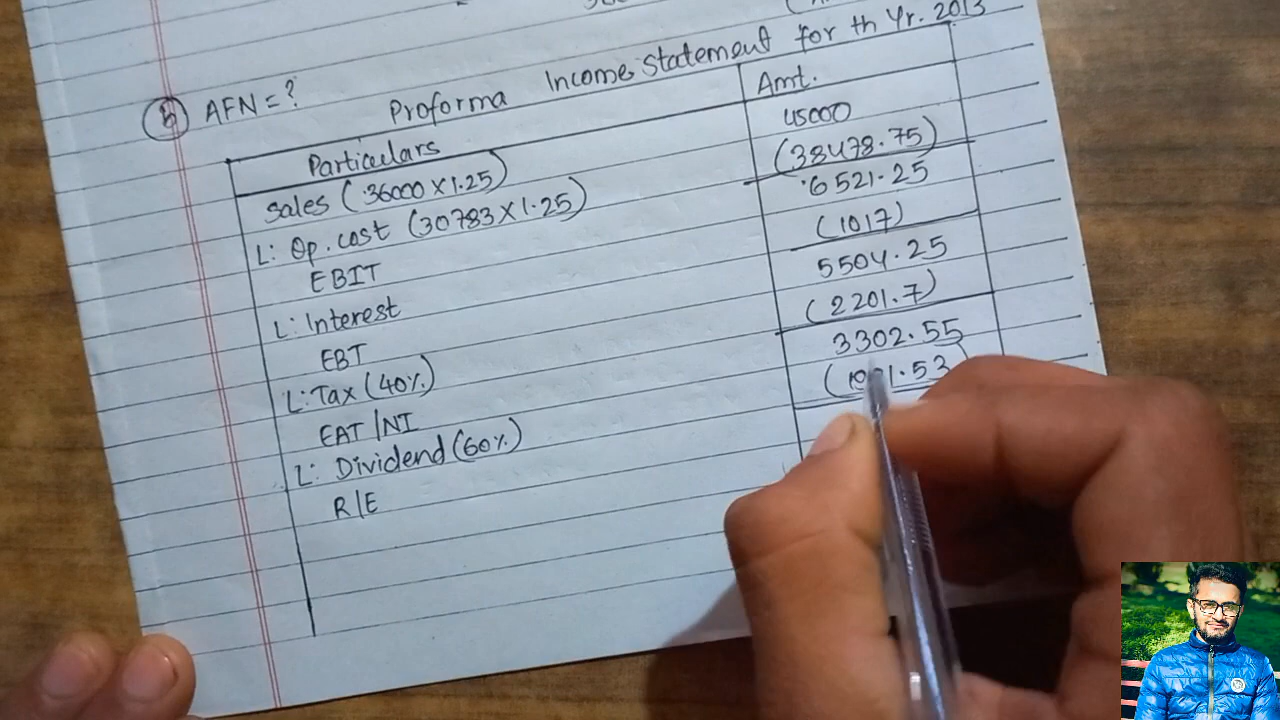 b AFN = ?
Proforma Income Statement for th Yr. 2013
Particulars Amt.
Sales (36000 X 1.25) 45000
L: Op. cost (30783 X 1.25) (38478.75)
EBIT 6521.25
L: Interest (1017)
EBT 5504.25
L: Tax (40%) (2201.7)
EAT/NI 3302.55
L: Dividend (60%)
R/E